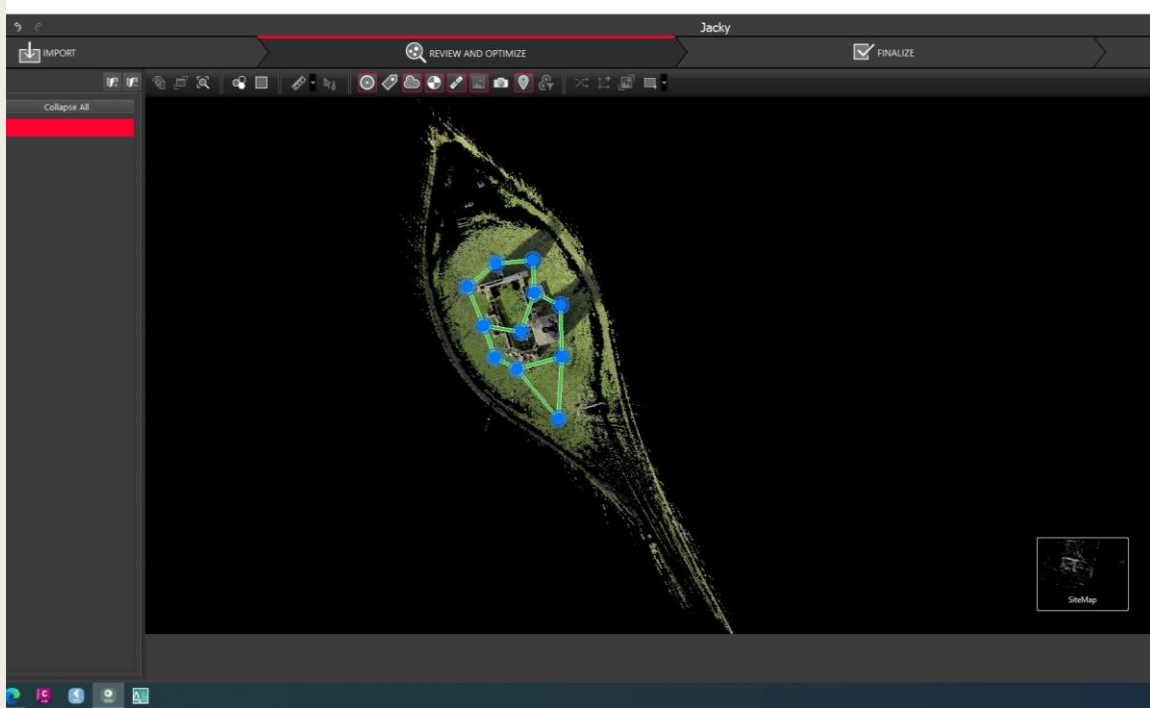 Jacky
IMPORT
REVIEW AND OPTIMIZE
FINALIZE
Collapse All
SiteMap